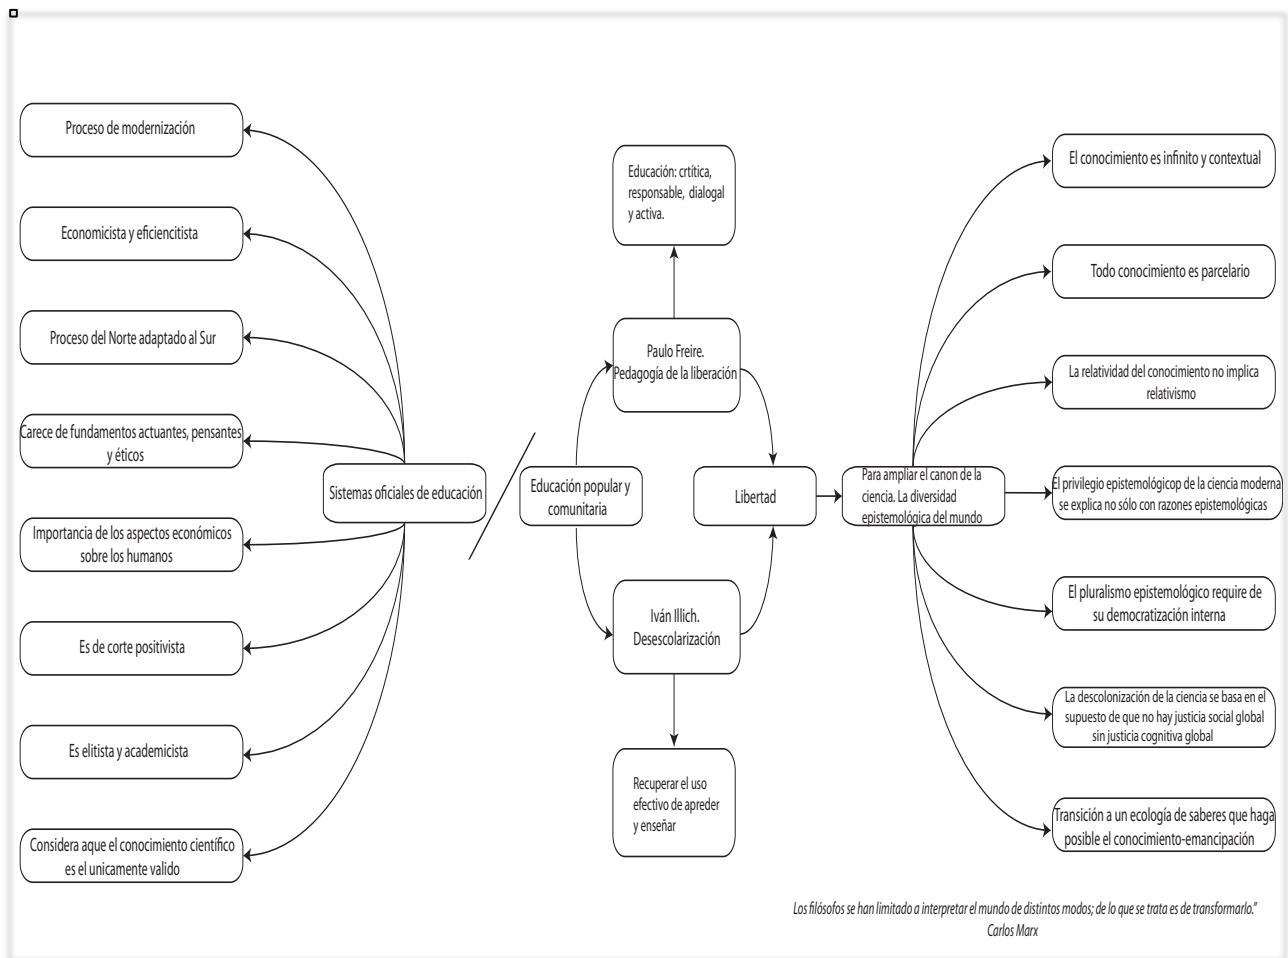 Proceso de modernización
Economicista y eficiencitista
Proceso del Norte adaptado al Sur
Carece de fundamentos actuantes, pensantes
y éticos
Importancia de los aspectos económicos
sobre los humanos
Es de corte positivista
Es elitista y academicista
Considera aque el conocimiento científico
es el unicamente valido
Sistemas oficiales de educación
Educación popular y
comunitaria
Educación: crtítica,
responsable, dialogal
y activa.
Paulo Freire.
Pedagogía de la liberación
Libertad
Iván Illich.
Desescolarización
Recuperar el uso
efectivo de apreder
y enseñar
Para ampliar el canon de la
ciencia. La diversidad
epistemológica del mundo
El conocimiento es infinito y contextual
Todo conocimiento es parcelario
La relatividad del conocimiento no implica
relativismo
El privilegio epistemológicop de la ciencia moderna
se explica no sólo con razones epistemológicas
El pluralismo epistemológico require de
su democratización interna
La descolonización de la ciencia se basa en el
supuesto de que no hay justicia social global
sin justicia cognitiva global
Transición a un ecología de saberes que haga
posible el conocimiento-emancipación
Los filósofos se han limitado a interpretar el mundo de distintos modos; de lo que se trata es de transformarlo."
Carlos Marx